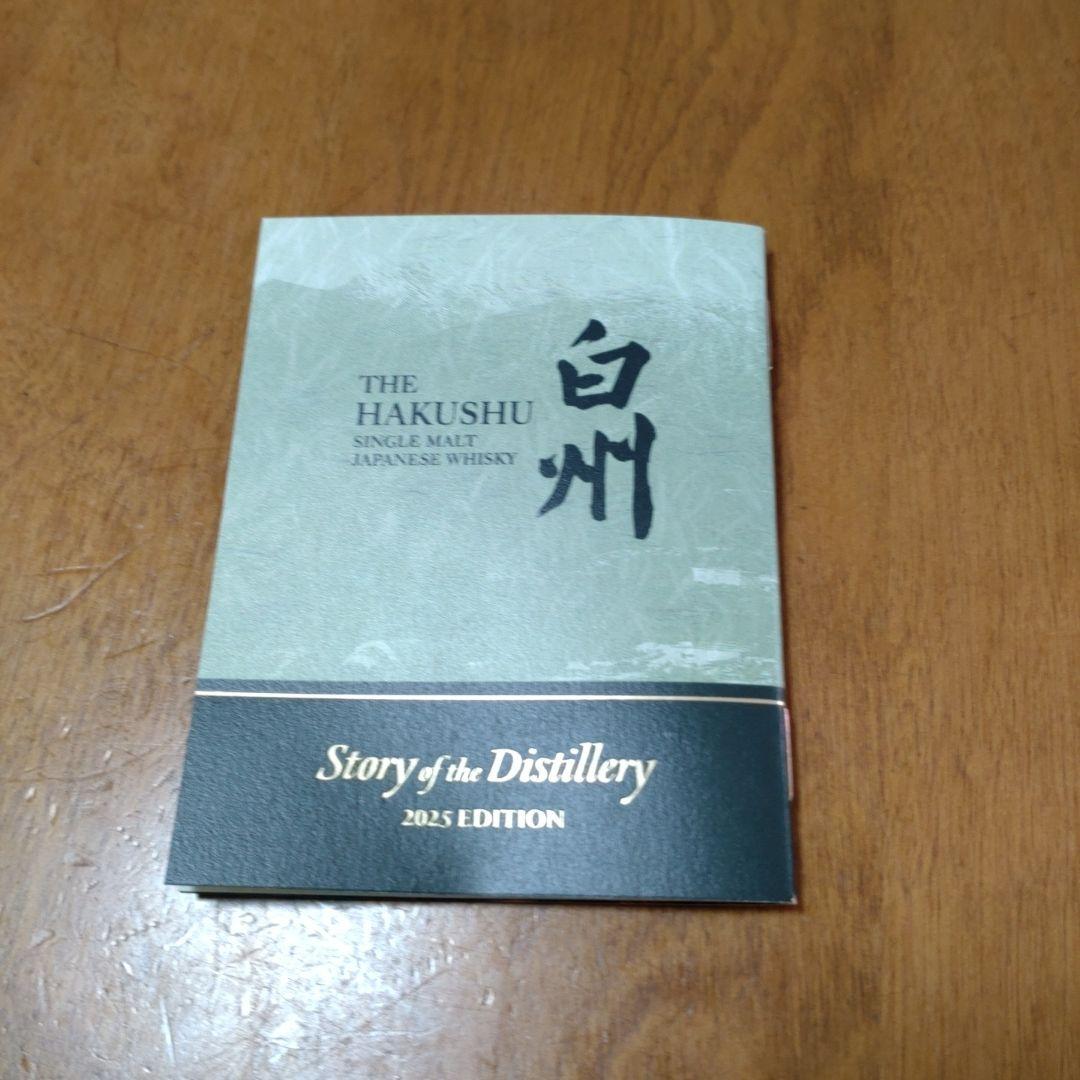 THE
HAKUSHU
SINGLE MALT
JAPANESE WHISKY
白州
Story of the Distillery
2025 EDITION